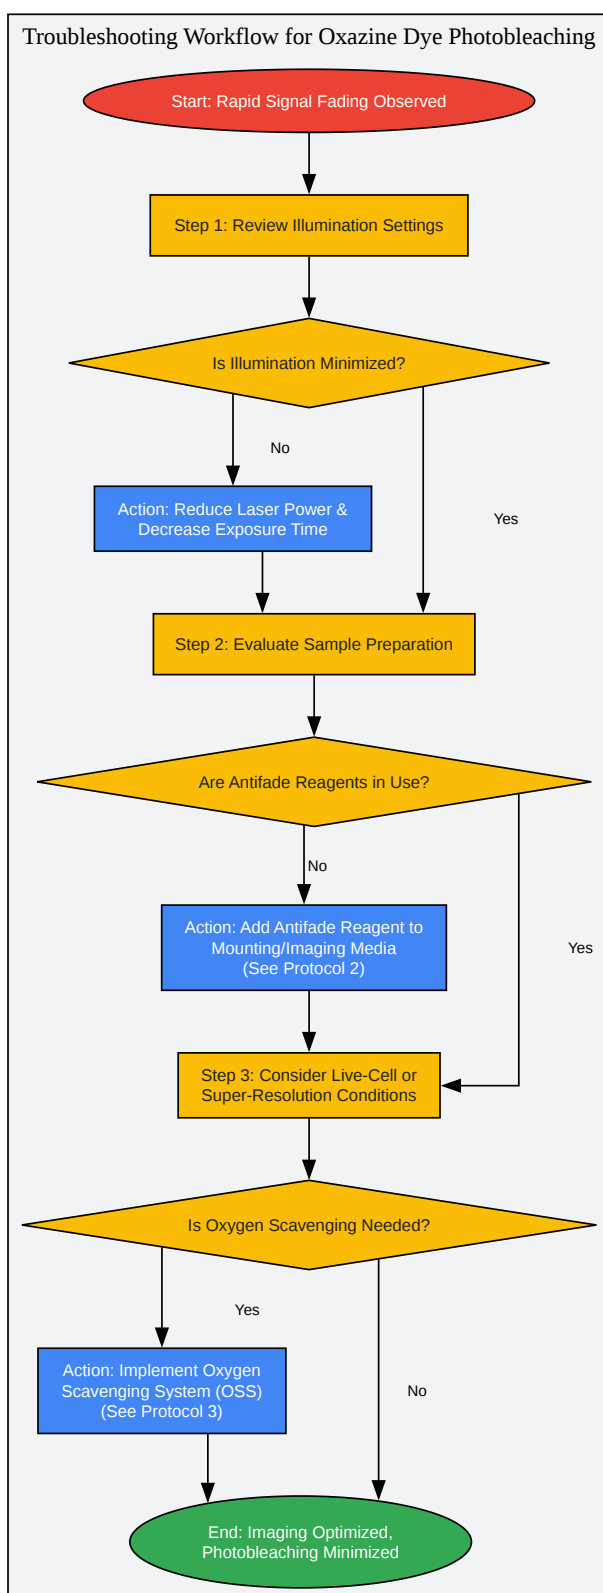 Troubleshooting Workflow for Oxazine Dye Photobleaching
Start: Rapid Signal Fading Observed
Step 1: Review Illumination Settings
Is Illumination Minimized?
No
Action: Reduce Laser Power &
Decrease Exposure Time
Yes
Step 2: Evaluate Sample Preparation
Are Antifade Reagents in Use?
No
Action: Add Antifade Reagent to
Mounting/Imaging Media
(See Protocol 2)
Yes
Step 3: Consider Live-Cell or
Super-Resolution Conditions
Is Oxygen Scavenging Needed?
Yes
Action: Implement Oxygen
Scavenging System (OSS)
(See Protocol 3)
No
End: Imaging Optimized,
Photobleaching Minimized